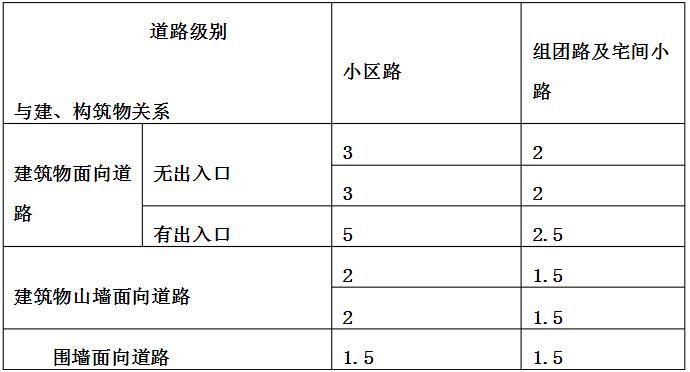 道路级别
与建、构筑物关系
小区路
组团路及宅间小
路
建筑物面向道
路
无出入口
3
2
3
2
有出入口
5
2.5
建筑物山墙面向道路
2
1.5
2
1.5
围墙面向道路
1.5
1.5